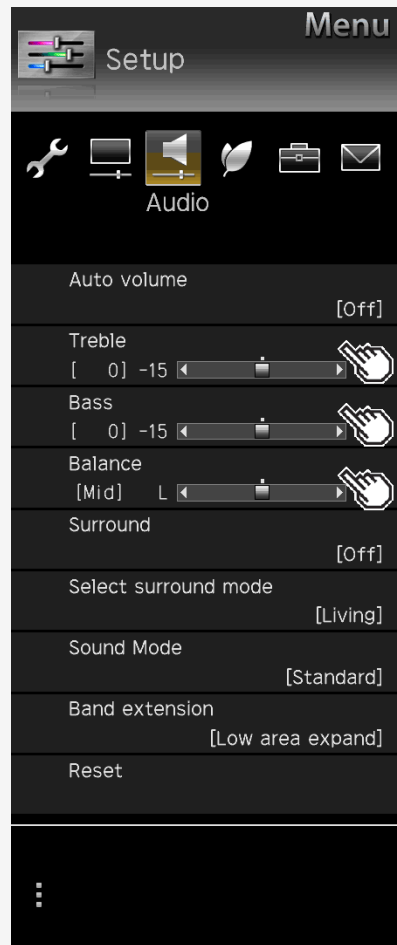 Menu
Setup
Audio
Auto volume
[Off]
Treble
[ 0] -15
Bass
[ 0] -15
Balance
[Mid] L
Surround
[Off]
Select surround mode
[Living]
Sound Mode
[Standard]
Band extension
[Low area expand]
Reset